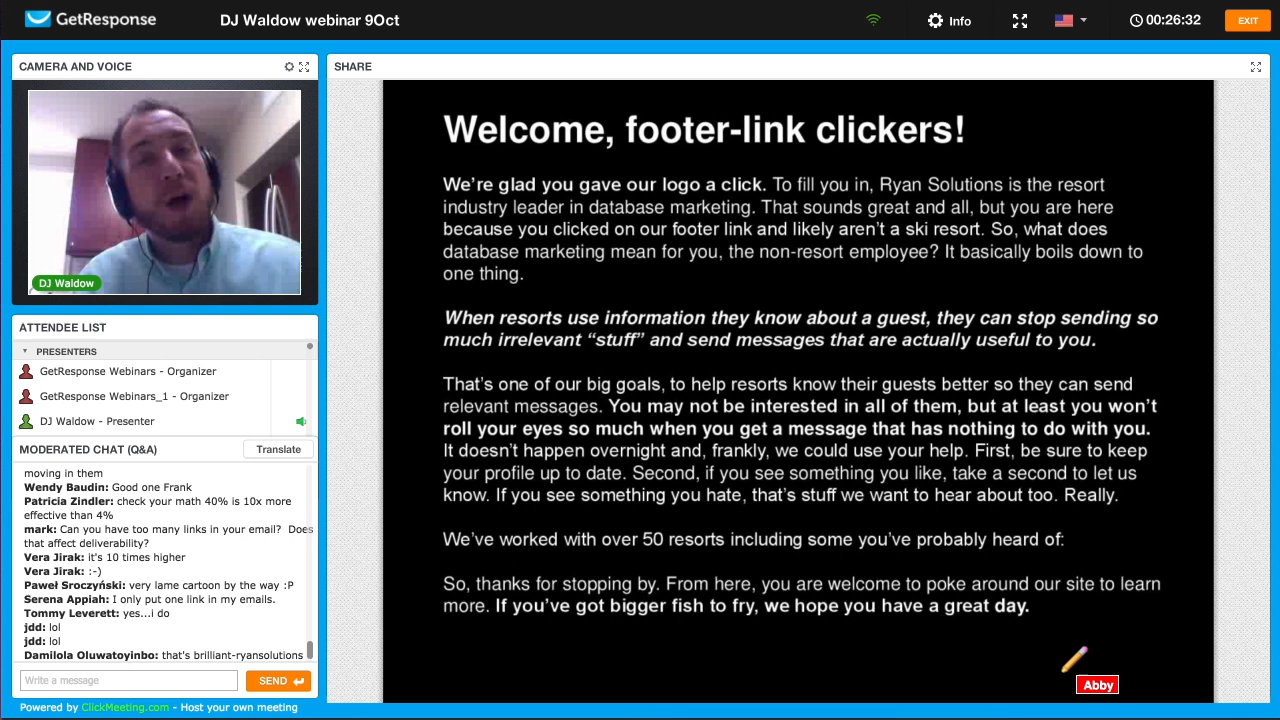 GetResponse
DJ Waldow webinar 9Oct
Info
00:26:32
EXIT
CAMERA AND VOICE
DJ Waldow
ATTENDEE LIST
PRESENTERS
GetResponse Webinars - Organizer
GetResponse Webinars_1 - Organizer
DJ Waldow - Presenter
MODERATED CHAT (Q&A)
Translate
moving in them
Wendy Baudin: Good one Frank
Patricia Zindler: check your math 40% is 10x more
effective than 4%
mark: Can you have too many links in your email? Does
that affect deliverability?
Vera Jirak: it's 10 times higher
Vera Jirak: :-)
Paweł Sroczyński: very lame cartoon by the way :P
Serena Appiah: I only put one link in my emails.
Tommy Leverett: yes...i do
jdd: lol
jdd: lol
Damilola Oluwatoyinbo: that's brilliant-ryansolutions
Write a message
SEND
Powered by ClickMeeting.com - Host your own meeting
SHARE
Welcome, footer-link clickers!
We're glad you gave our logo a click. To fill you in, Ryan Solutions is the resort
industry leader in database marketing. That sounds great and all, but you are here
because you clicked on our footer link and likely aren't a ski resort. So, what does
database marketing mean for you, the non-resort employee? It basically boils down to
one thing.
When resorts use information they know about a guest, they can stop sending so
much irrelevant “stuff” and send messages that are actually useful to you.
That's one of our big goals, to help resorts know their guests better so they can send
relevant messages. You may not be interested in all of them, but at least you won't
roll your eyes so much when you get a message that has nothing to do with you.
It doesn't happen overnight and, frankly, we could use your help. First, be sure to keep
your profile up to date. Second, if you see something you like, take a second to let us
know. If you see something you hate, that's stuff we want to hear about too. Really.
We've worked with over 50 resorts including some you've probably heard of:
So, thanks for stopping by. From here, you are welcome to poke around our site to learn
more. If you've got bigger fish to fry, we hope you have a great day.
Abby